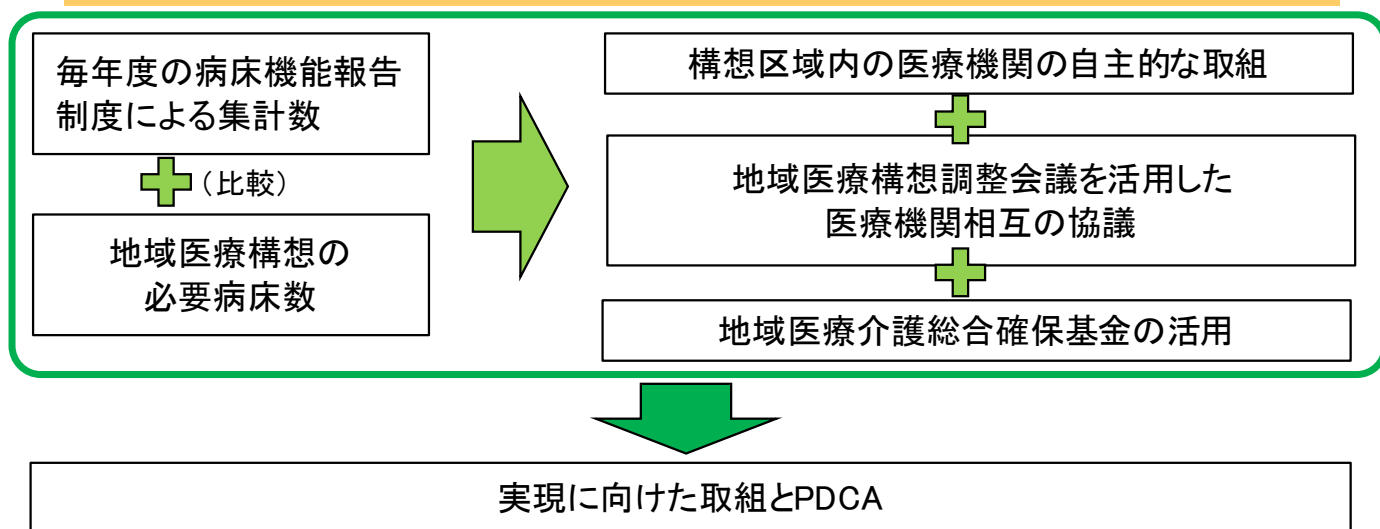 毎年度の病床機能報告
制度による集計数
（比較）
地域医療構想の
必要病床数
構想区域内の医療機関の自主的な取組
地域医療構想調整会議を活用した
医療機関相互の協議
地域医療介護総合確保基金の活用
実現に向けた取組とPDCA